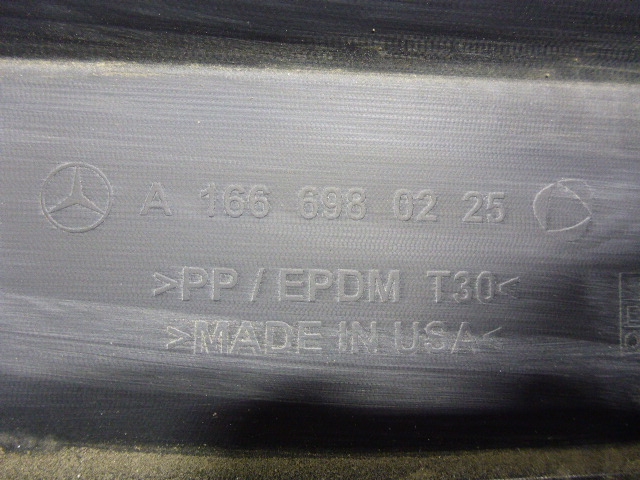 A 166 698 02 25
>PP / EPDM T30<
>MADE IN USA<